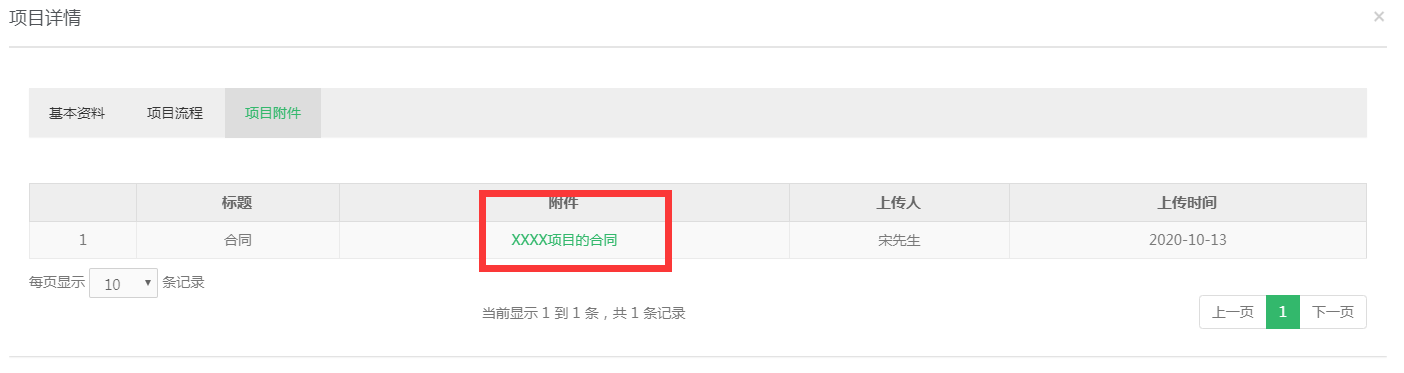 项目详情 ×
基本资料 项目流程 项目附件
标题 附件 上传人 上传时间
1 合同 XXXX项目的合同 宋先生 2020-10-13
每页显示 10 条记录
当前显示 1 到 1 条，共 1 条记录 上一页 1 下一页